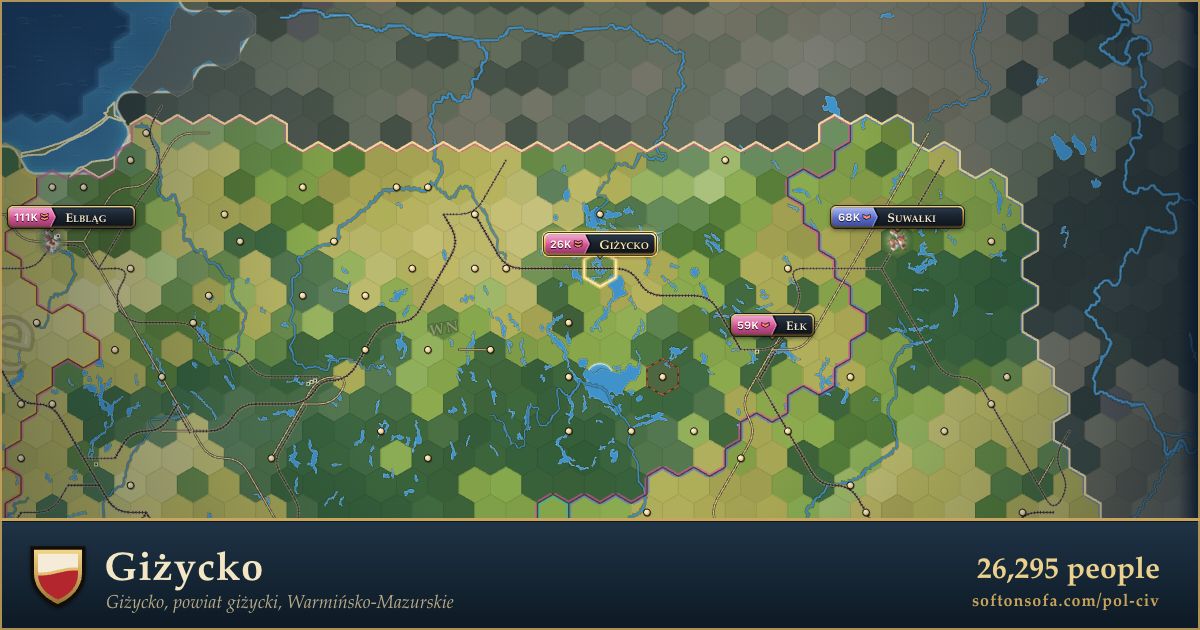 111K Elbląg
26K Giżycko
68K Suwałki
59K Ełk
WN
e
Giżycko
Giżycko, powiat giżycki, Warmińsko-Mazurskie
26,295 people
softonsofa.com/pol-civ